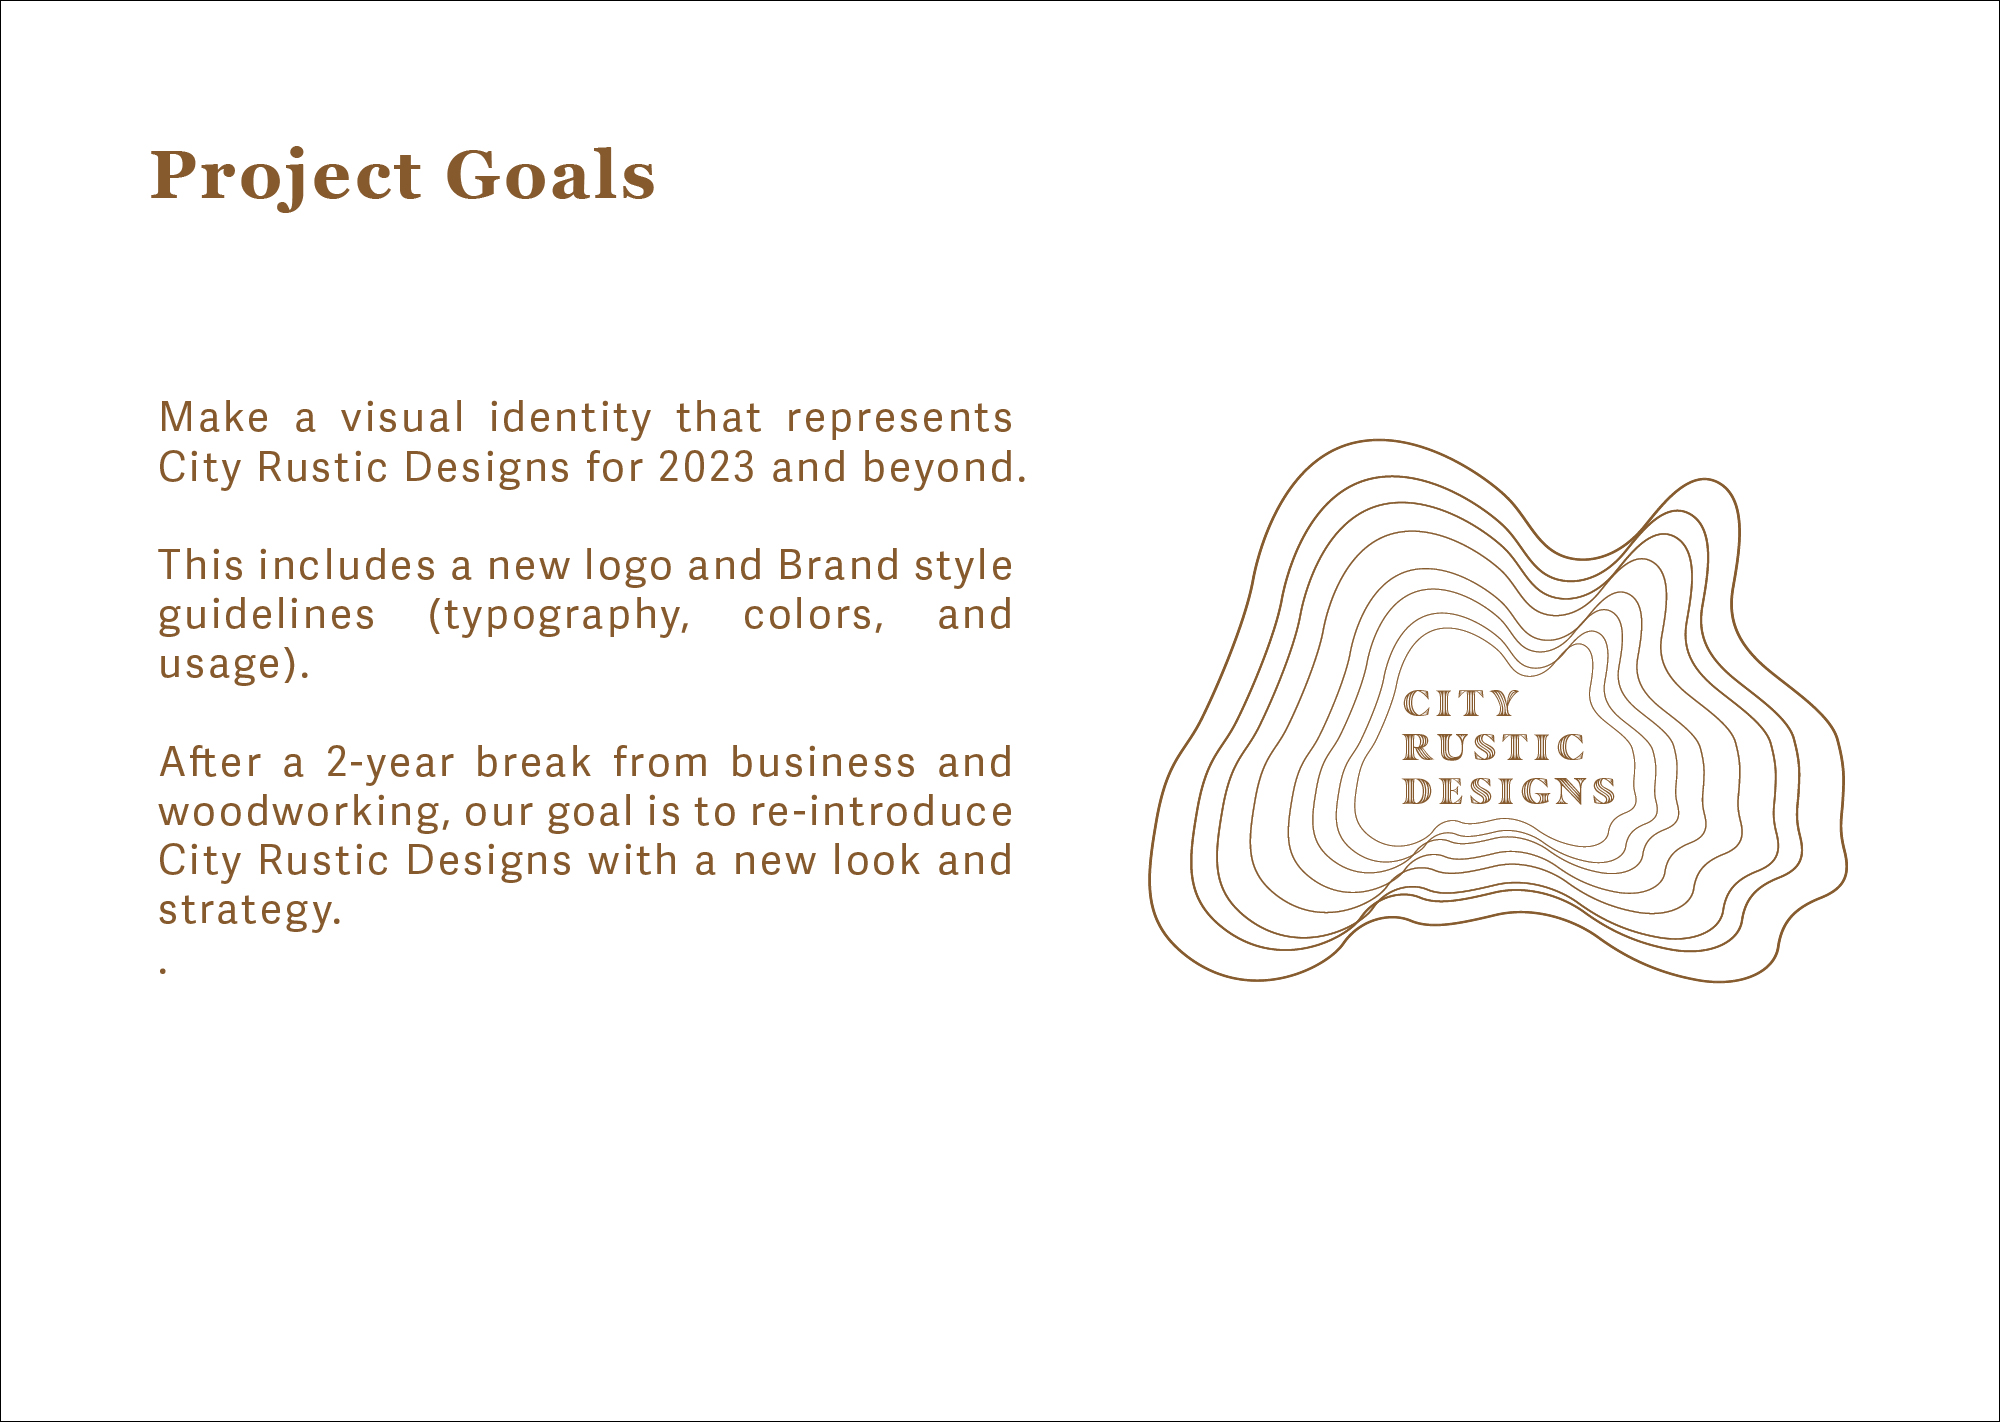 Project Goals
Make a visual identity that represents
City Rustic Designs for 2023 and beyond.
This includes a new logo and Brand style
guidelines (typography, colors, and
usage).
After a 2-year break from business and
woodworking, our goal is to re-introduce
City Rustic Designs with a new look and
strategy.
.
CITY
RUSTIC
DESIGNS